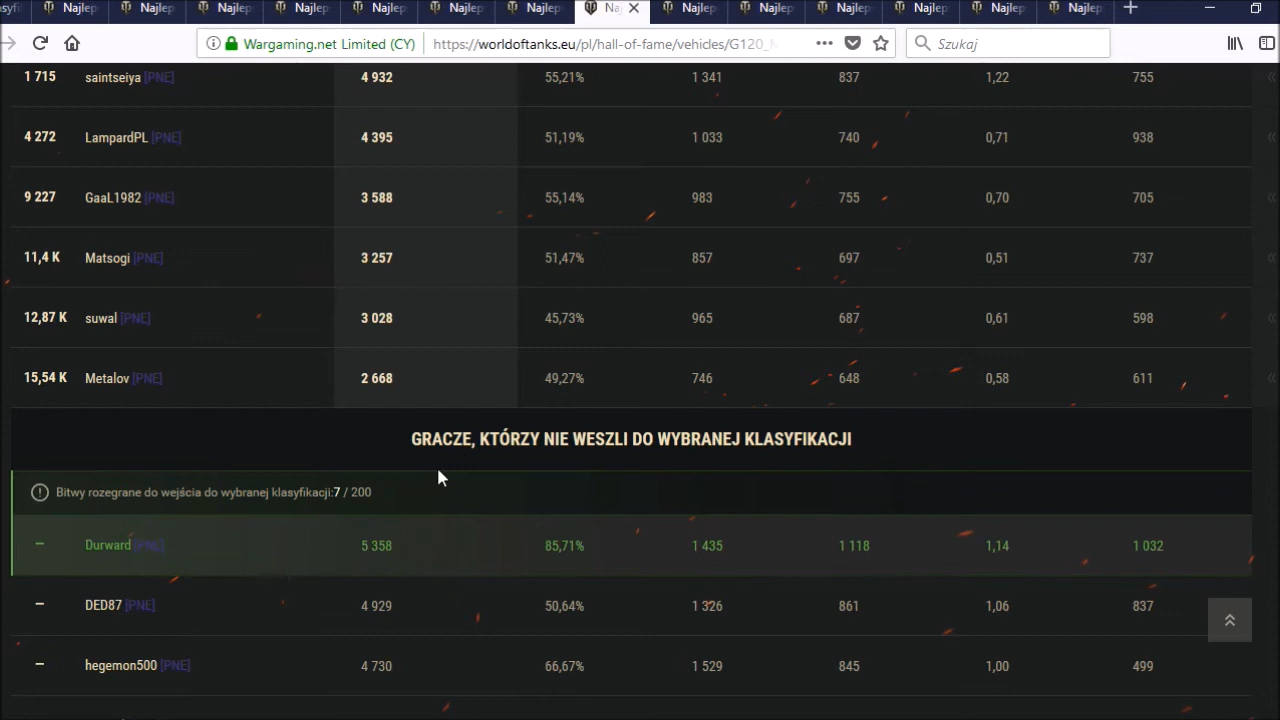 Najlep Najlep Najlep Najlep Najlep Najlep Najlep Naj Najlep Najlep Najlep Najlep Najlep Najlep
Wargaming.net Limited (CY) https://worldoftanks.eu/pl/hall-of-fame/vehicles/G120_ Szukaj
1 715 saintseiya [PNE] 4 932 55,21% 1 341 837 1,22 755
4 272 LampardPL [PNE] 4 395 51,19% 1 033 740 0,71 938
9 227 GaaL1982 [PNE] 3 588 55,14% 983 755 0,70 705
11,4 K Matsogi [PNE] 3 257 51,47% 857 697 0,51 737
12,87 K suwal [PNE] 3 028 45,73% 965 687 0,61 598
15,54 K Metalov [PNE] 2 668 49,27% 746 648 0,58 611
GRACZE, KTÓRZY NIE WESZLI DO WYBRANEJ KLASYFIKACJI
Bitwy rozegrane do wejścia do wybranej klasyfikacji:7 / 200
– Durward [PNE] 5 358 85,71% 1 435 1 118 1,14 1 032
– DED87 [PNE] 4 929 50,64% 1 326 861 1,06 837
– hegemon500 [PNE] 4 730 66,67% 1 529 845 1,00 499